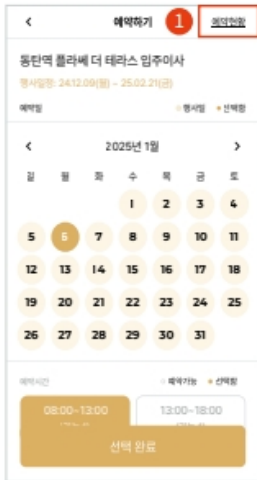 예약하기
1
예약현황
동탄역 플라쎄 더 테라스 입주이사
행사일정: 24.12.09(월) ~ 25.02.21(금)
예약일 행사일 선택함
2025년 1월
일 월 화 수 목 금 토
1 2 3 4
5 6 7 8 9 10 11
12 13 14 15 16 17 18
19 20 21 22 23 24 25
26 27 28 29 30 31
예약시간 예약가능 선택함
08:00~13:00 13:00~18:00
선택 완료